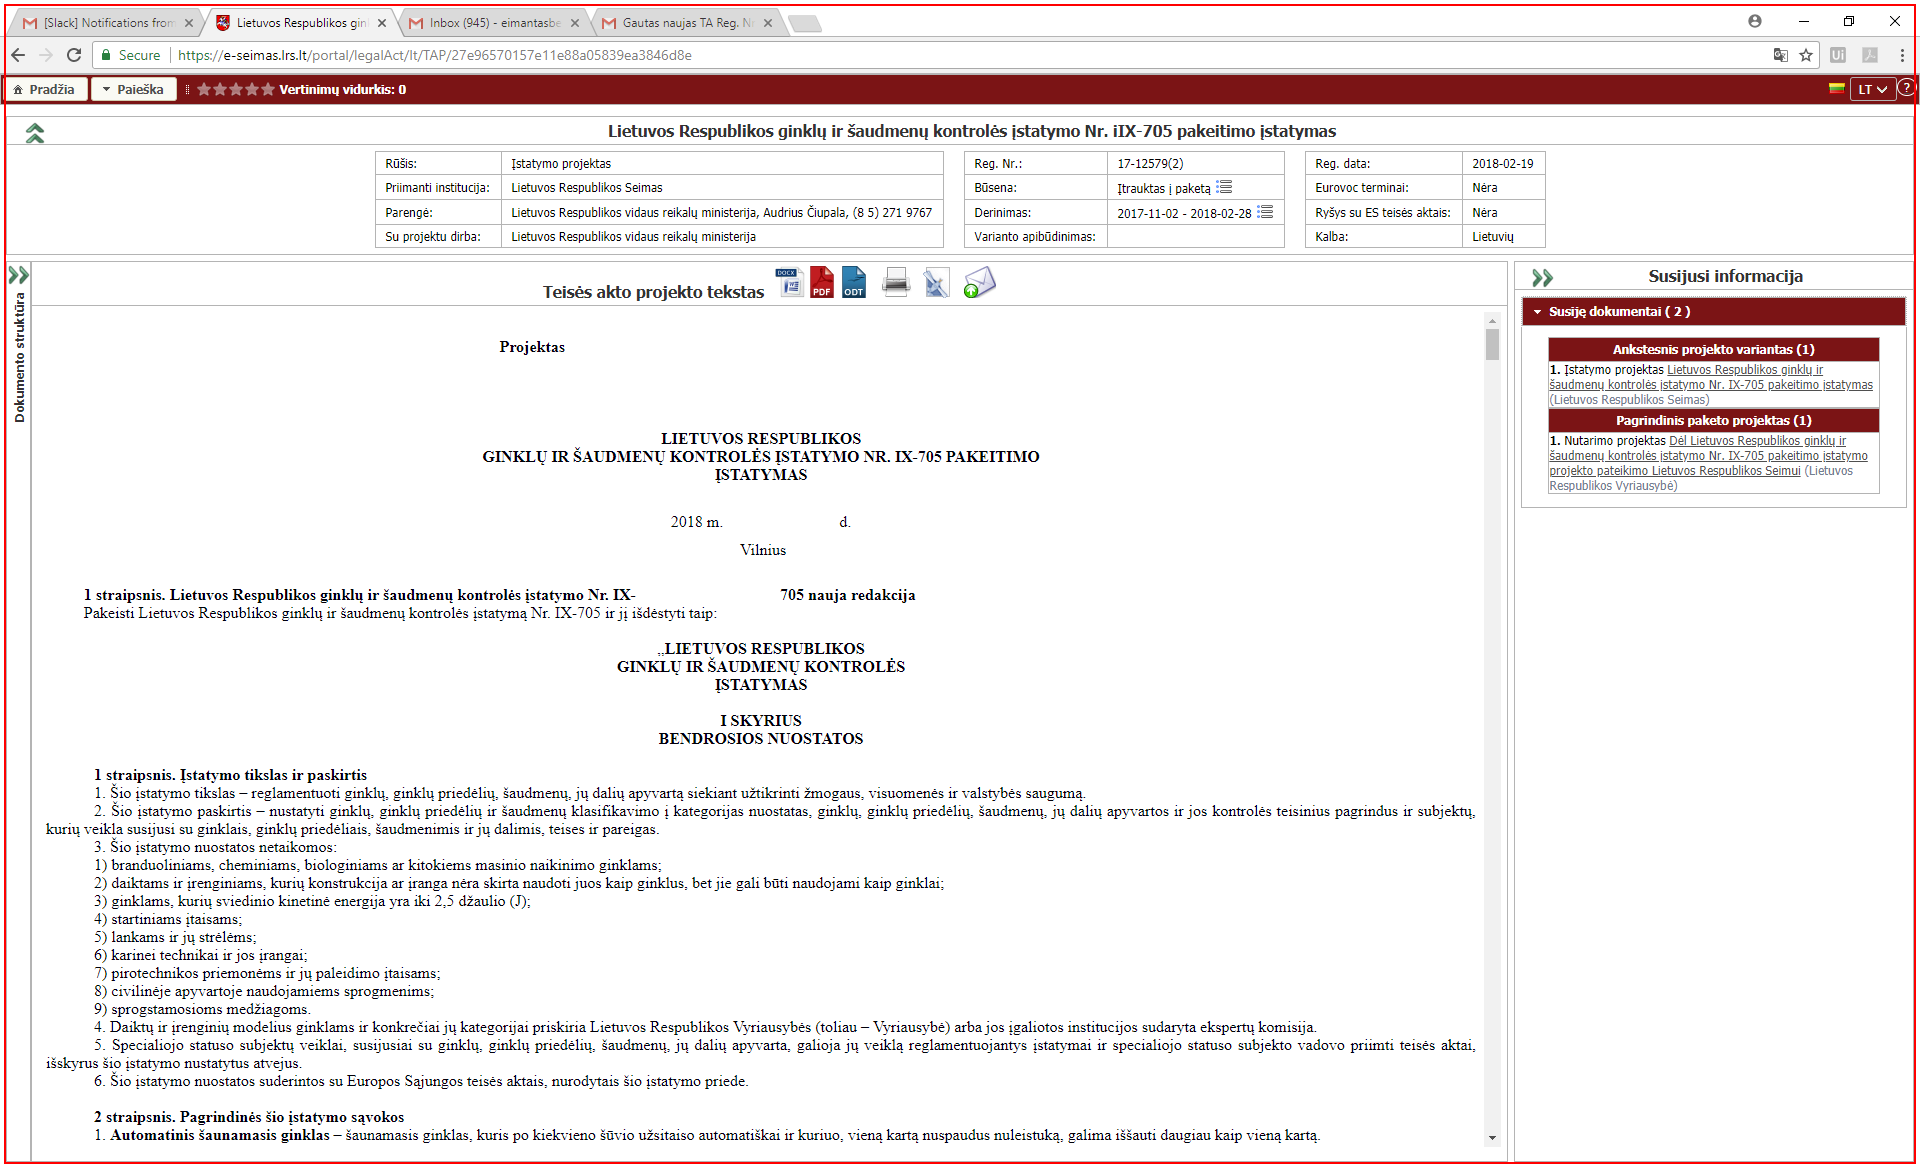 [Slack] Notifications from
Lietuvos Respublikos gin
Inbox (945) - eimantasbe
Gautas naujas TA Reg. N
Secure
https://e-seimas.lrs.lt/portal/legalAct/lt/TAP/27e96570157e11e88a05839ea3846d8e
Pradžia
Paieška
Vertinimų vidurkis: 0
LT
?
Lietuvos Respublikos ginklų ir šaudmenų kontrolės įstatymo Nr. iIX-705 pakeitimo įstatymas
Rūšis: Įstatymo projektas
Priimanti institucija: Lietuvos Respublikos Seimas
Parengė: Lietuvos Respublikos vidaus reikalų ministerija, Audrius Čiupala, (8 5) 271 9767
Su projektu dirba: Lietuvos Respublikos vidaus reikalų ministerija
Reg. Nr.: 17-12579(2)
Būsena: Įtrauktas į paketą
Derinimas: 2017-11-02 - 2018-02-28
Varianto apibūdinimas:
Reg. data: 2018-02-19
Eurovoc terminai: Nėra
Ryšys su ES teisės aktais: Nėra
Kalba: Lietuvių
Dokumento struktūra
Teisės akto projekto tekstas
DOCX
PDF
ODT
Projektas
LIETUVOS RESPUBLIKOS
GINKLŲ IR ŠAUDMENŲ KONTROLĖS ĮSTATYMO NR. IX-705 PAKEITIMO
ĮSTATYMAS
2018 m. d.
Vilnius
1 straipsnis. Lietuvos Respublikos ginklų ir šaudmenų kontrolės įstatymo Nr. IX- 705 nauja redakcija
Pakeisti Lietuvos Respublikos ginklų ir šaudmenų kontrolės įstatymą Nr. IX-705 ir jį išdėstyti taip:
„LIETUVOS RESPUBLIKOS
GINKLŲ IR ŠAUDMENŲ KONTROLĖS
ĮSTATYMAS
I SKYRIUS
BENDROSIOS NUOSTATOS
1 straipsnis. Įstatymo tikslas ir paskirtis
1. Šio įstatymo tikslas – reglamentuoti ginklų, ginklų priedėlių, šaudmenų, jų dalių apyvartą siekiant užtikrinti žmogaus, visuomenės ir valstybės saugumą.
2. Šio įstatymo paskirtis – nustatyti ginklų, ginklų priedėlių ir šaudmenų klasifikavimo į kategorijas nuostatas, ginklų, ginklų priedėlių, šaudmenų, jų dalių apyvartos ir jos kontrolės teisinius pagrindus ir subjektų,
kurių veikla susijusi su ginklais, ginklų priedėliais, šaudmenimis ir jų dalimis, teises ir pareigas.
3. Šio įstatymo nuostatos netaikomos:
1) branduoliniams, cheminiams, biologiniams ar kitokiems masinio naikinimo ginklams;
2) daiktams ir įrenginiams, kurių konstrukcija ar įranga nėra skirta naudoti juos kaip ginklus, bet jie gali būti naudojami kaip ginklai;
3) ginklams, kurių sviedinio kinetinė energija yra iki 2,5 džaulio (J);
4) startiniams įtaisams;
5) lankams ir jų strėlėms;
6) karinei technikai ir jos įrangai;
7) pirotechnikos priemonėms ir jų paleidimo įtaisams;
8) civilinėje apyvartoje naudojamiems sprogmenims;
9) sprogstamosioms medžiagoms.
4. Daiktų ir įrenginių modelius ginklams ir konkrečiai jų kategorijai priskiria Lietuvos Respublikos Vyriausybės (toliau – Vyriausybė) arba jos įgaliotos institucijos sudaryta ekspertų komisija.
5. Specialiojo statuso subjektų veiklai, susijusiai su ginklų, ginklų priedėlių, šaudmenų, jų dalių apyvarta, galioja jų veiklą reglamentuojantys įstatymai ir specialiojo statuso subjekto vadovo priimti teisės aktai,
išskyrus šio įstatymo nustatytus atvejus.
6. Šio įstatymo nuostatos suderintos su Europos Sąjungos teisės aktais, nurodytais šio įstatymo priede.
2 straipsnis. Pagrindinės šio įstatymo sąvokos
1. Automatinis šaunamasis ginklas – šaunamasis ginklas, kuris po kiekvieno šūvio užsitaiso automatiškai ir kuriuo, vieną kartą nuspaudus nuleistuką, galima iššauti daugiau kaip vieną kartą.
Susijusi informacija
Susiję dokumentai ( 2 )
Ankstesnis projekto variantas (1)
1. Įstatymo projektas Lietuvos Respublikos ginklų ir
šaudmenų kontrolės įstatymo Nr. IX-705 pakeitimo įstatymas
(Lietuvos Respublikos Seimas)
Pagrindinis paketo projektas (1)
1. Nutarimo projektas Dėl Lietuvos Respublikos ginklų ir
šaudmenų kontrolės įstatymo Nr. IX-705 pakeitimo įstatymo
projekto pateikimo Lietuvos Respublikos Seimui (Lietuvos
Respublikos Vyriausybė)